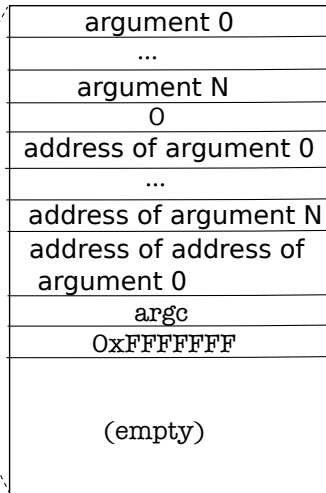 argument 0
...
argument N
0
address of argument 0
...
address of argument N
address of address of
argument 0
argc
0xFFFFFFF
(empty)